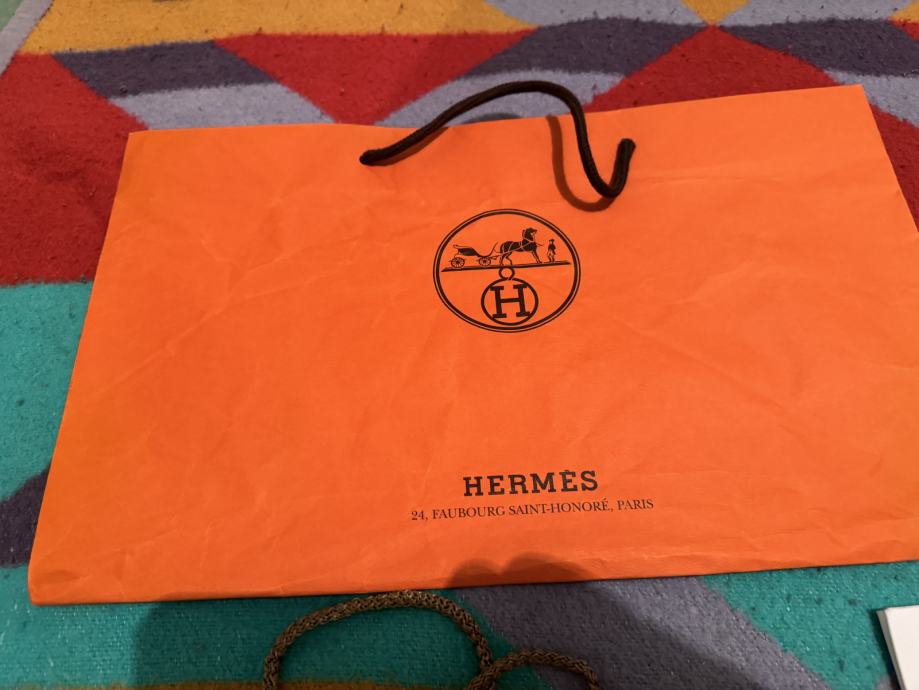 H
HERMÈS
24, FAUBOURG SAINT-HONORÉ, PARIS